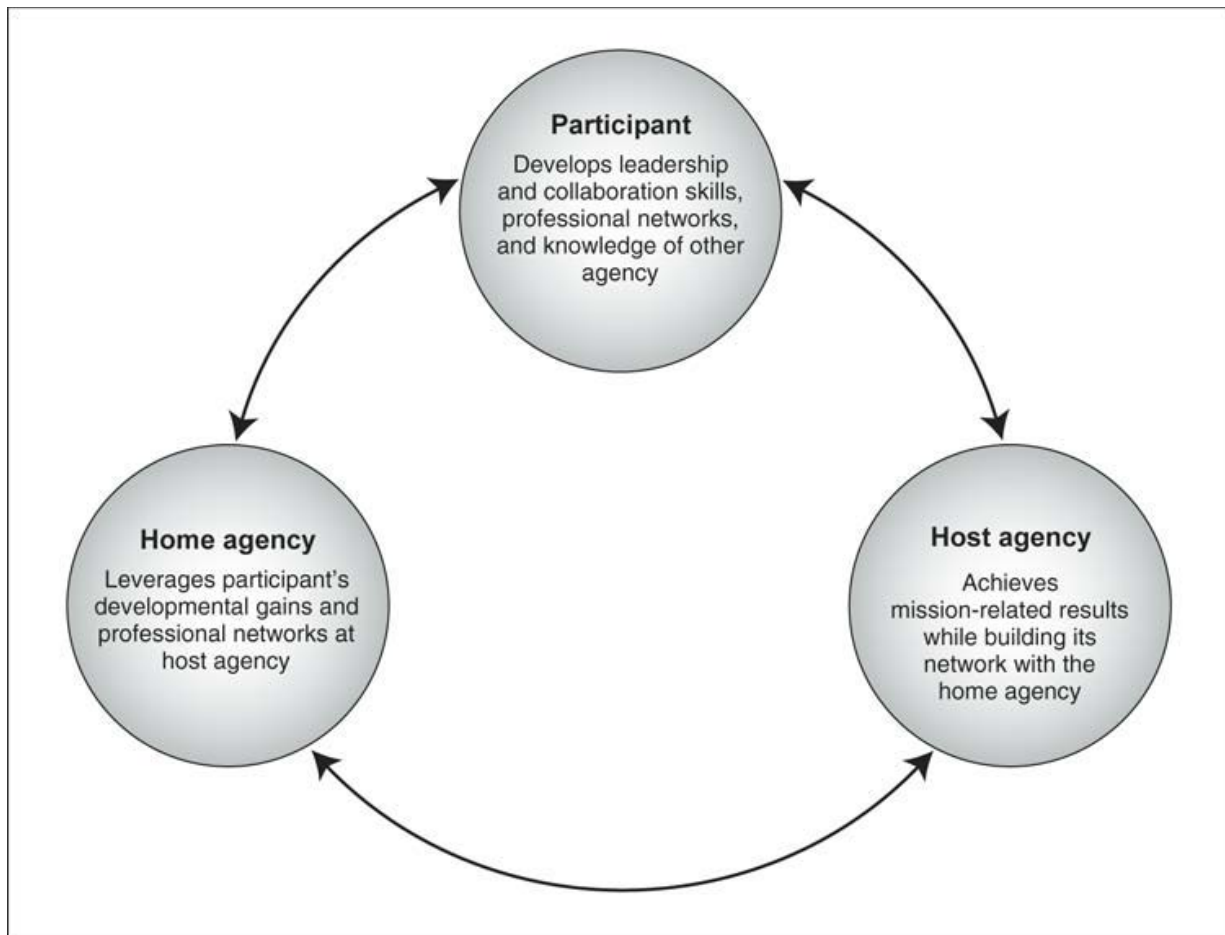 Participant
Develops leadership
and collaboration skills,
professional networks,
and knowledge of other
agency
Home agency
Leverages participant's
developmental gains and
professional networks at
host agency
Host agency
Achieves
mission-related results
while building its
network with the
home agency